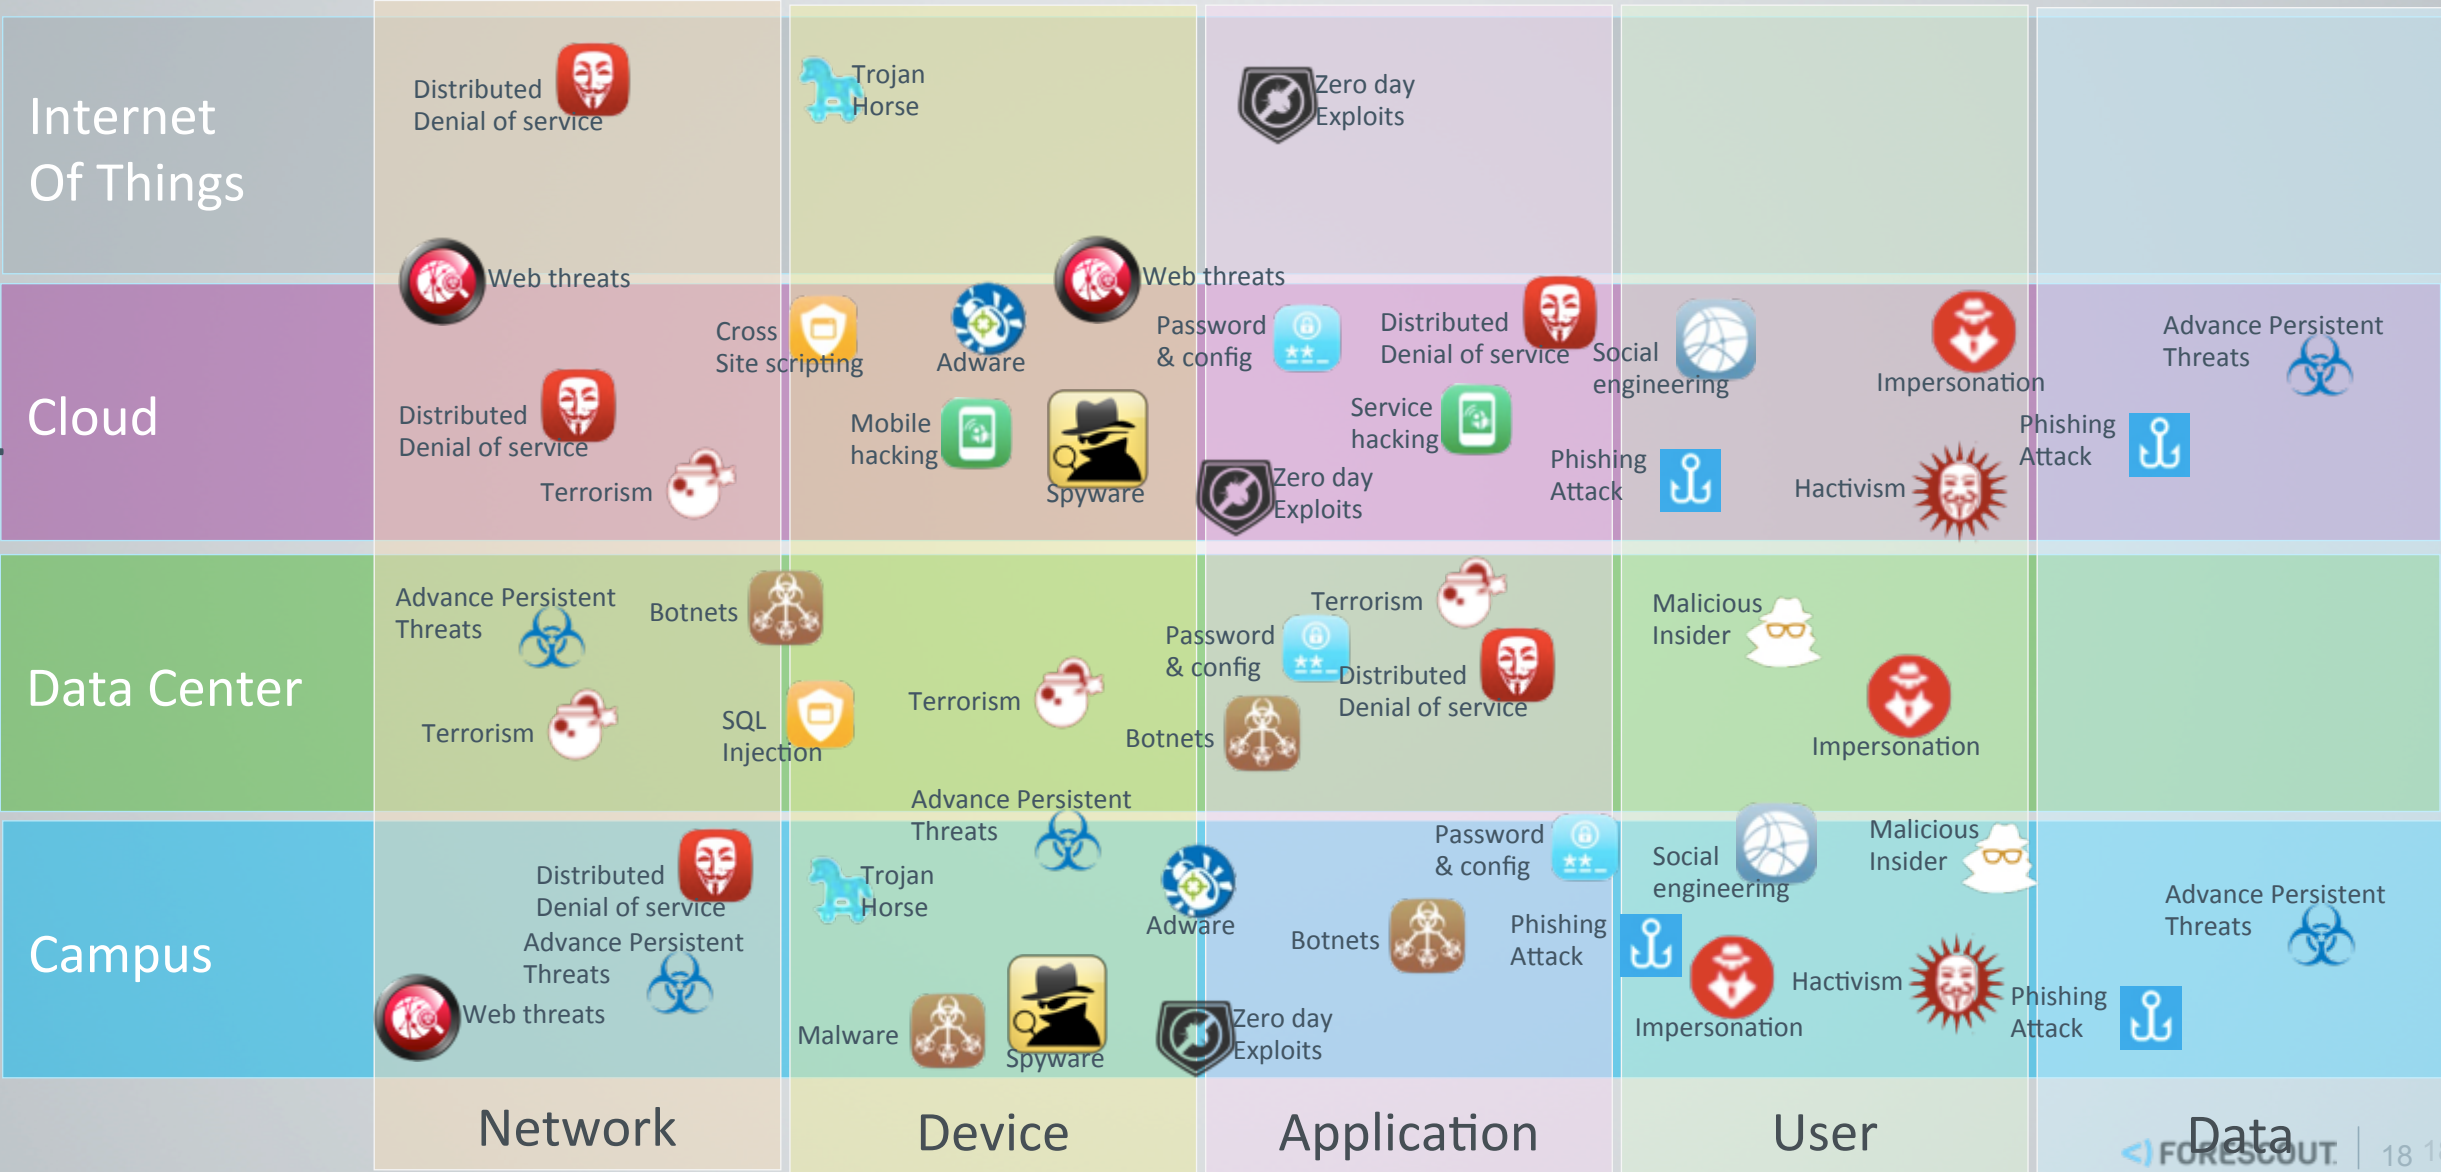 Internet
Of Things
Distributed
Denial of service
Trojan
Horse
Zero day
Exploits
Web threats
Web threats
Cloud
Cross
Site scripting
Adware
Password
& config
Distributed
Denial of service
Social
engineering
Impersonation
Advance Persistent
Threats
Distributed
Denial of service
Terrorism
Mobile
hacking
Spyware
Service
hacking
Zero day
Exploits
Phishing
Attack
Hactivism
Phishing
Attack
Data Center
Advance Persistent
Threats
Botnets
Terrorism
SQL
Injection
Terrorism
Terrorism
Password
& config
Distributed
Denial of service
Botnets
Malicious
Insider
Impersonation
Campus
Distributed
Denial of service
Advance Persistent
Threats
Web threats
Advance Persistent
Threats
Trojan
Horse
Adware
Malware
Spyware
Password
& config
Botnets
Phishing
Attack
Zero day
Exploits
Social
engineering
Malicious
Insider
Impersonation
Hactivism
Phishing
Attack
Advance Persistent
Threats
Network
Device
Application
User
Data
FORESCOUT
18